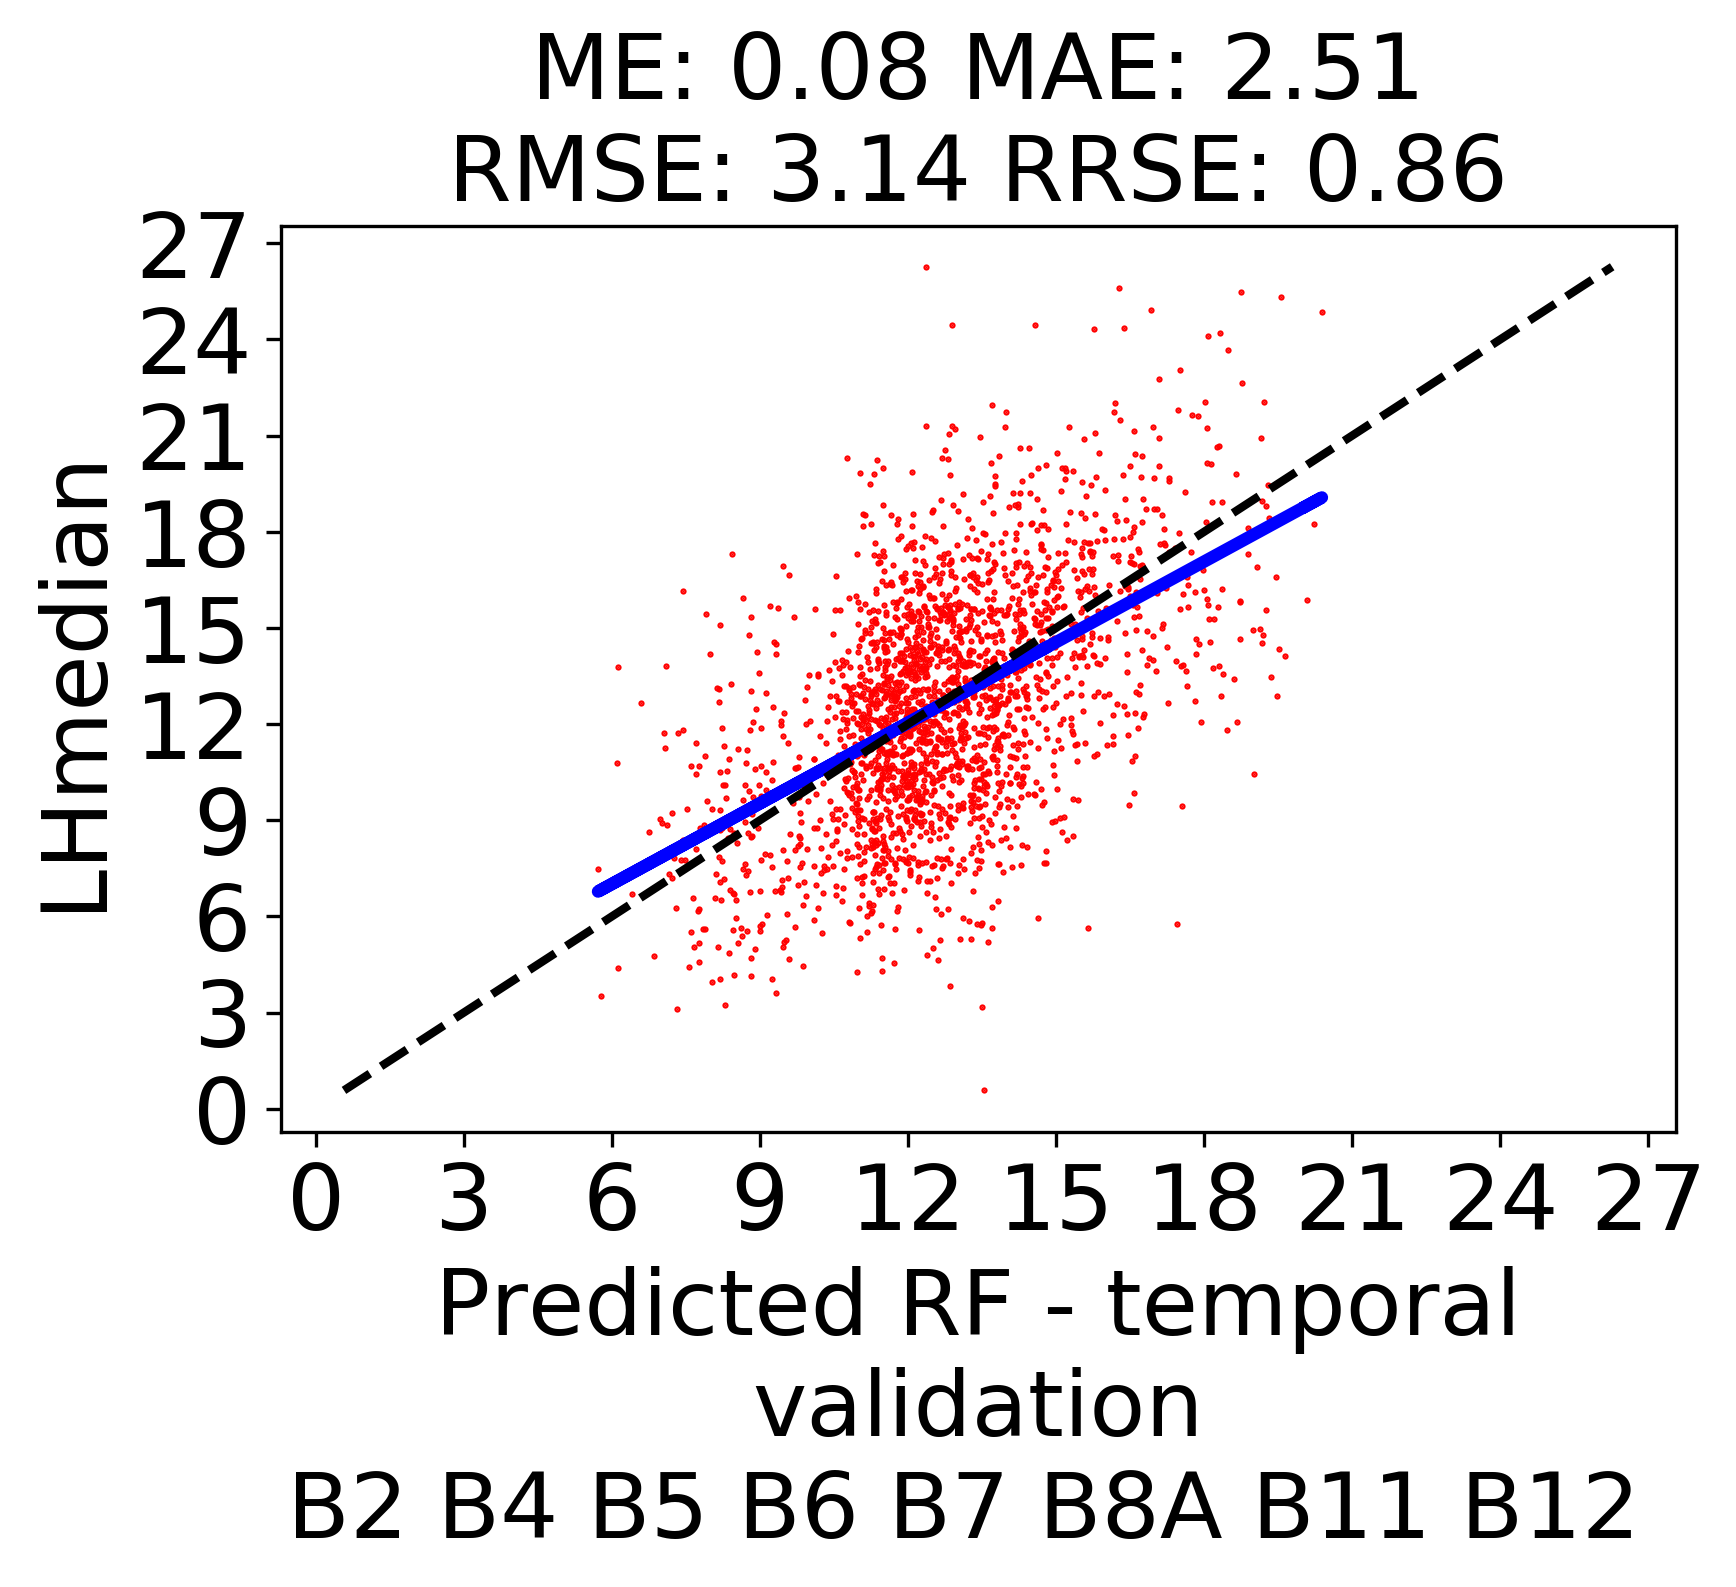 ME: 0.08 MAE: 2.51
RMSE: 3.14 RRSE: 0.86
27
24
21
18
15
12
9
6
3
0
LHmedian
0 3 6 9 12 15 18 21 24 27
Predicted RF - temporal
validation
B2 B4 B5 B6 B7 B8A B11 B12